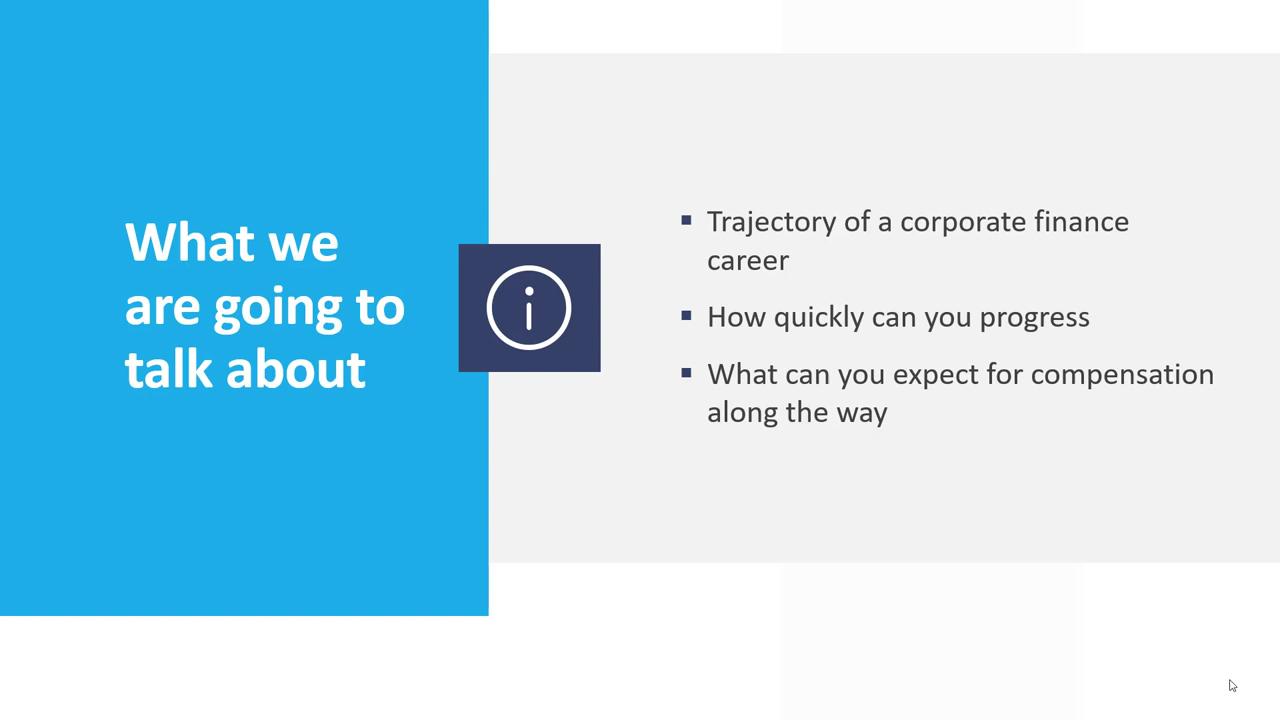 What we
are going to
talk about
Trajectory of a corporate finance
career
How quickly can you progress
What can you expect for compensation
along the way